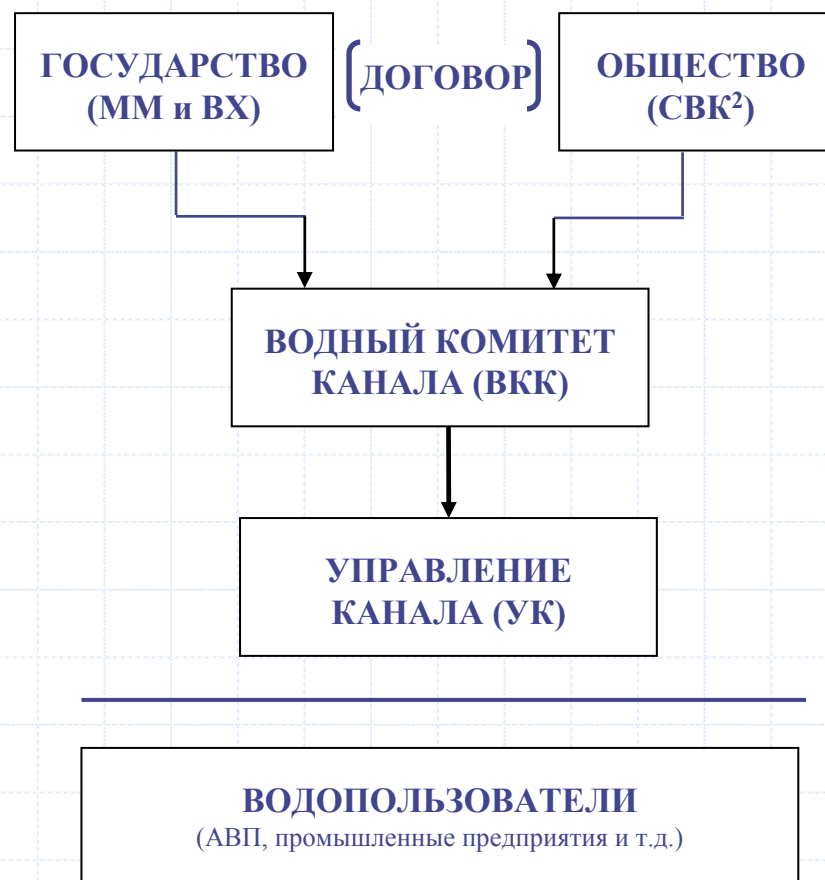 ГОСУДАРСТВО
(ММ и ВХ)
ДОГОВОР
ОБЩЕСТВО
(СВК²)
ВОДНЫЙ КОМИТЕТ
КАНАЛА (ВКК)
УПРАВЛЕНИЕ
КАНАЛА (УК)
ВОДОПОЛЬЗОВАТЕЛИ
(АВП, промышленные предприятия и т.д.)